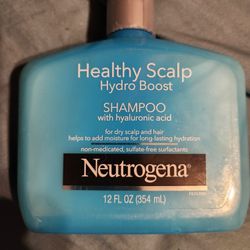 Healthy Scalp
Hydro Boost
SHAMPOO
with hyaluronic acid
for dry scalp and hair
helps to add moisture for long-lasting hydration
non-medicated, sulfate-free surfactants
Neutrogena®
12 FL OZ (354 mL)